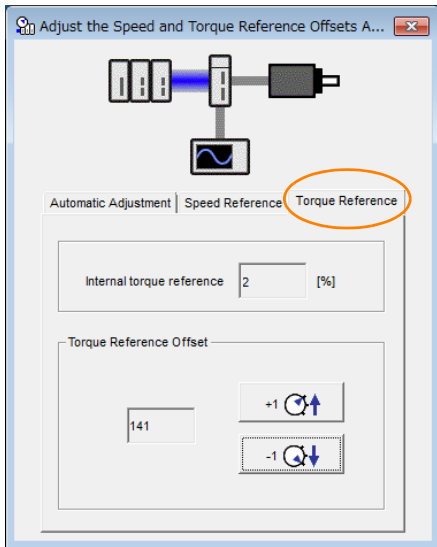 Adjust the Speed and Torque Reference Offsets A...
Automatic Adjustment Speed Reference Torque Reference
Internal torque reference 2 [%]
Torque Reference Offset
+1
141
-1